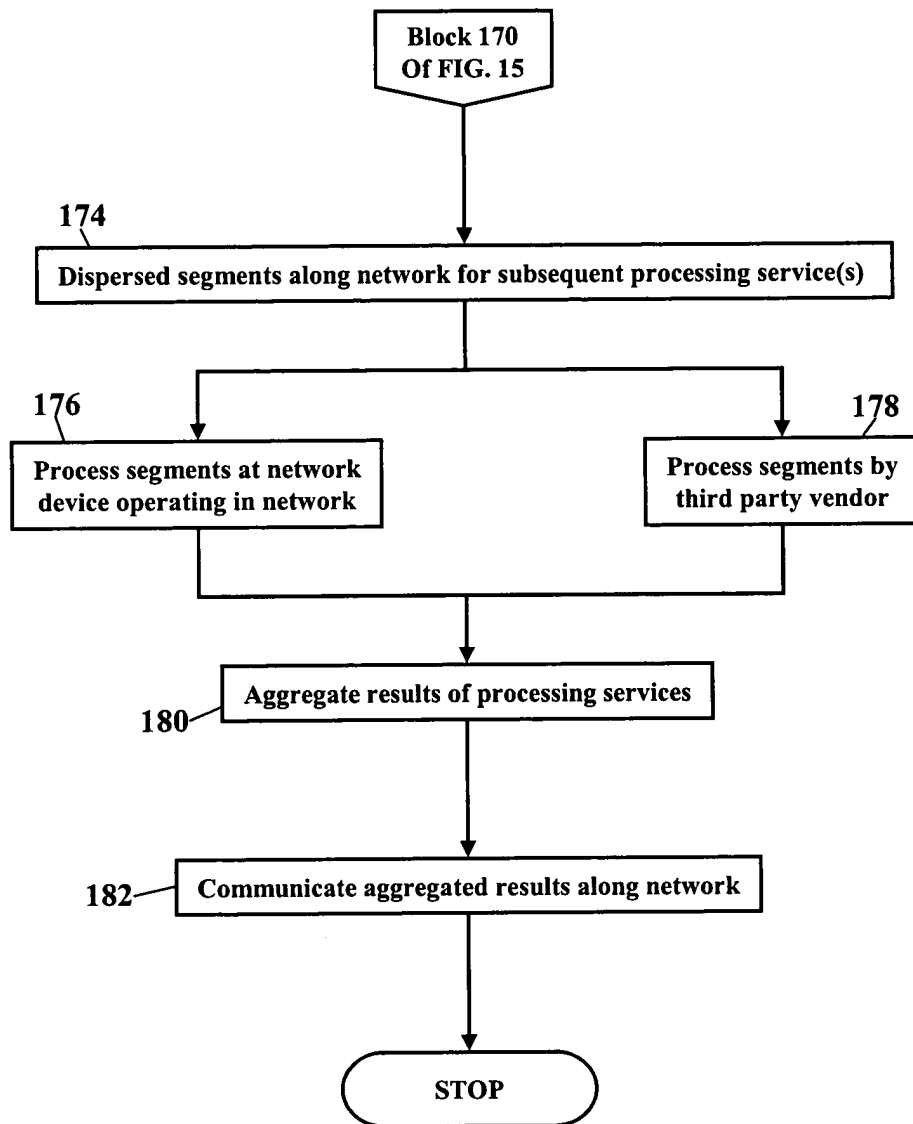 Block 170
Of FIG. 15
174
Dispersed segments along network for subsequent processing service(s)
176
Process segments at network
device operating in network
178
Process segments by
third party vendor
Aggregate results of processing services
180
Communicate aggregated results along network
182
STOP